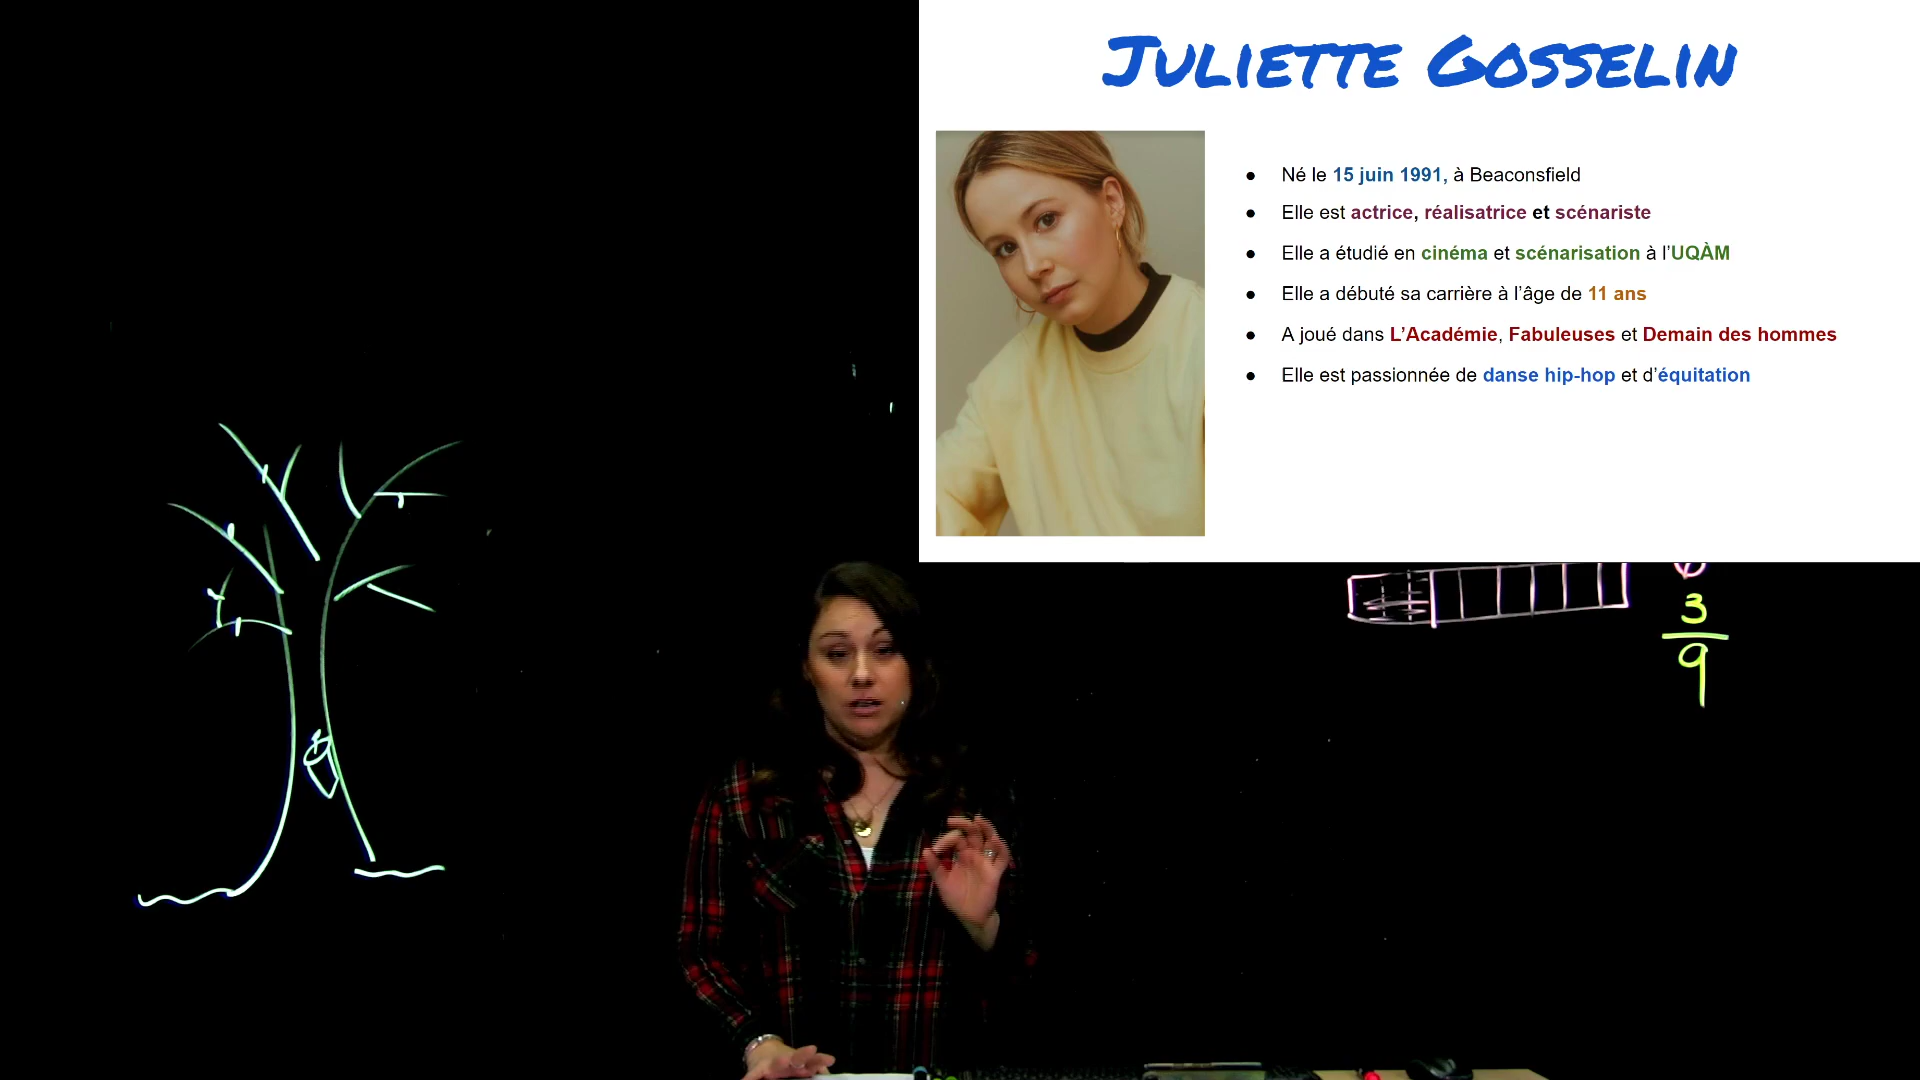 JULIETTE GOSSELIN
● Né le 15 juin 1991, à Beaconsfield
● Elle est actrice, réalisatrice et scénariste
● Elle a étudié en cinéma et scénarisation à l’UQÀM
● Elle a débuté sa carrière à l’âge de 11 ans
● A joué dans L’Académie, Fabuleuses et Demain des hommes
● Elle est passionnée de danse hip-hop et d’équitation
3
9